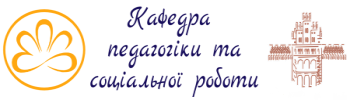 Кафедра
педагогіки та
соціальної роботи